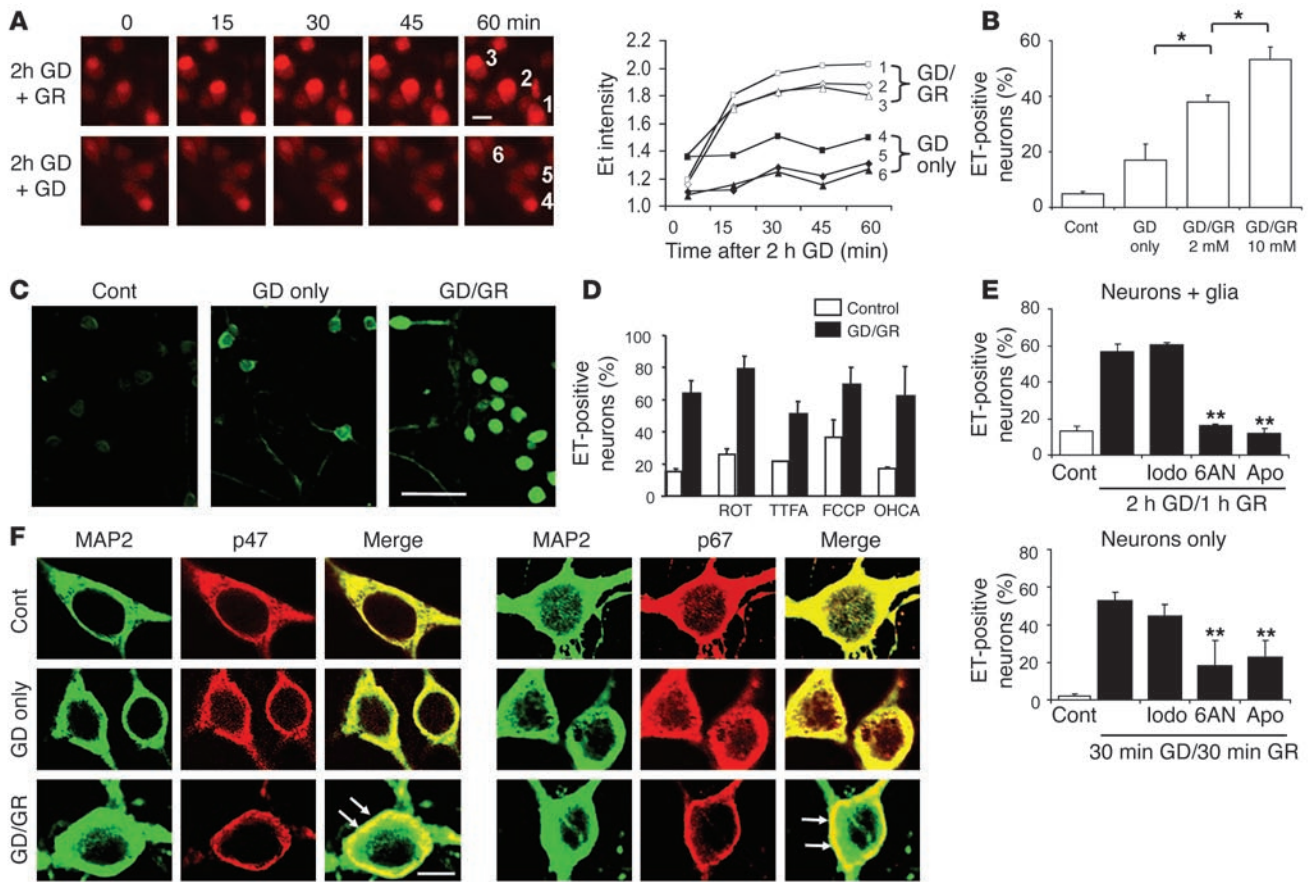 A
0 15 30 45 60 min
2h GD
+ GR
3
2
1
2h GD
+ GD
6
5
4
Et intensity
2.2
2.0
1.8
1.6
1.4
1.2
1.0
1
2
3
GD/
GR
4
5
6
GD
only
0 15 30 45 60
Time after 2 h GD (min)
B
ET-positive
neurons (%)
60
40
20
0
*
*
Cont
GD
only
GD/GR
2 mM
GD/GR
10 mM
C
Cont GD only GD/GR
D
Control
GD/GR
ET-positive
neurons (%)
100
80
60
40
20
0
ROT TTFA FCCP OHCA
E
Neurons + glia
ET-positive
neurons (%)
80
60
40
20
0
**
**
Cont Iodo 6AN Apo
2 h GD/1 h GR
Neurons only
ET-positive
neurons (%)
80
60
40
20
0
**
**
Cont Iodo 6AN Apo
30 min GD/30 min GR
F
MAP2 p47 Merge MAP2 p67 Merge
Cont
GD only
GD/GR